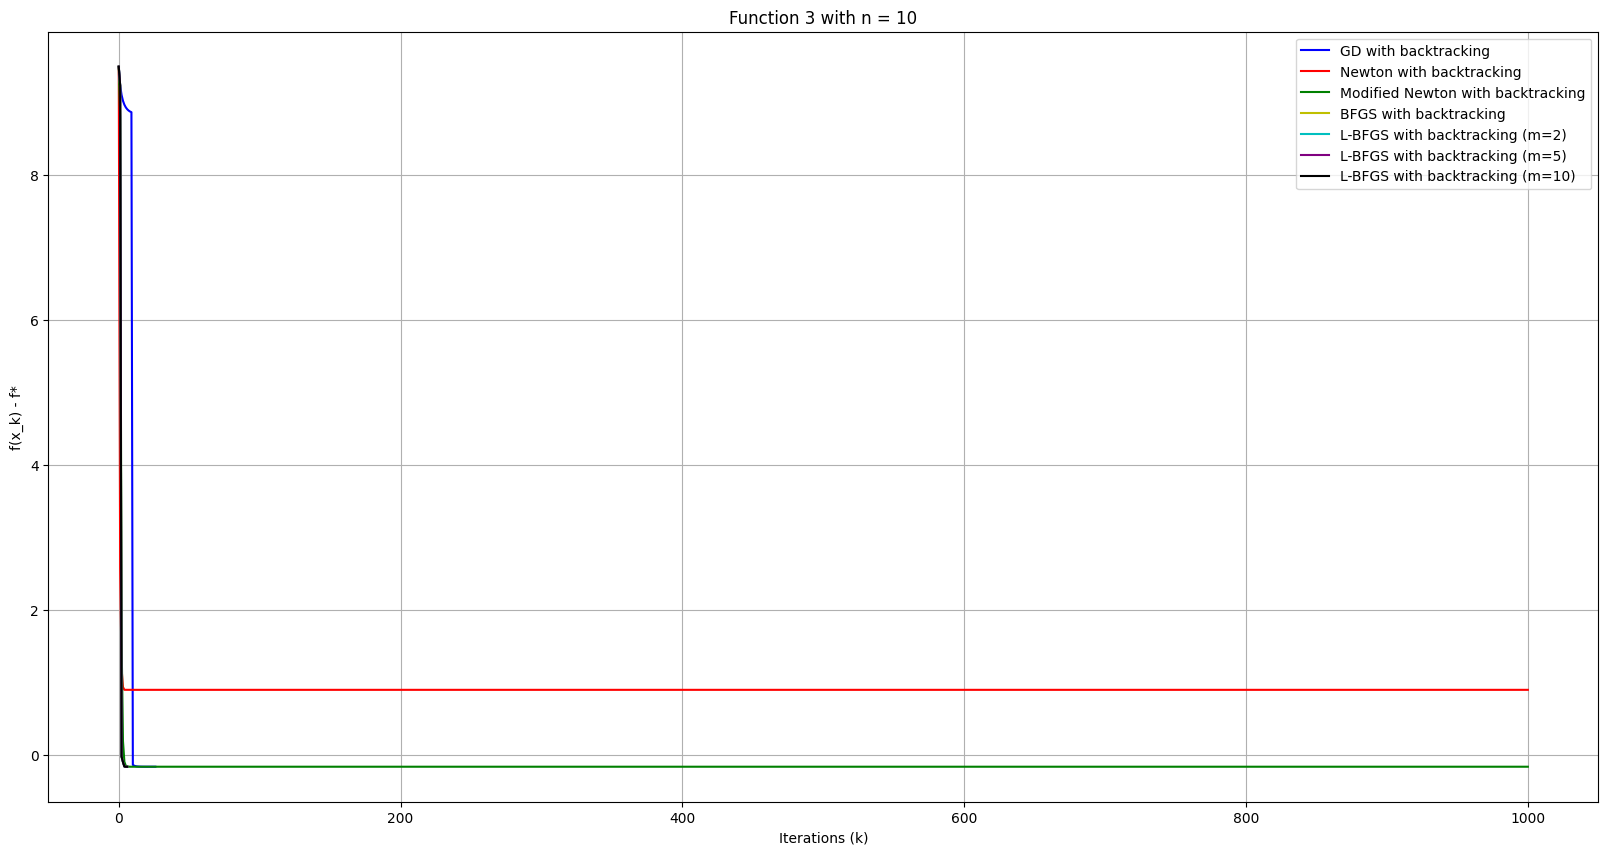 Function 3 with n = 10
GD with backtracking
Newton with backtracking
Modified Newton with backtracking
BFGS with backtracking
L-BFGS with backtracking (m=2)
L-BFGS with backtracking (m=5)
L-BFGS with backtracking (m=10)
8
6
4
2
0
f(x_k) - f*
0 200 400 600 800 1000
Iterations (k)